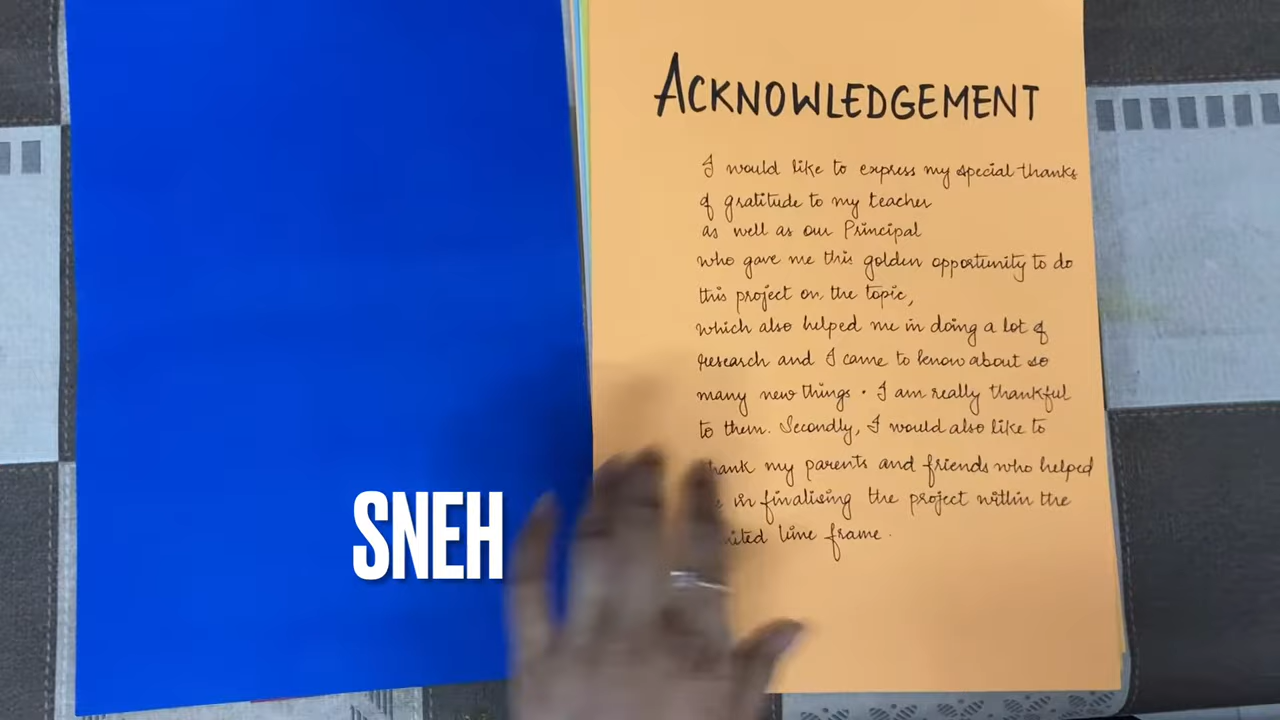 ACKNOWLEDGEMENT
I would like to express my special thanks
of gratitude to my teacher
as well as our Principal
who gave me this golden opportunity to do
this project on the topic,
which also helped me in doing a lot of
research and I came to know about so
many new things. I am really thankful
to them. Secondly, I would also like to
my parents and friends who helped
in finalising the project within the
time frame.
SNEH